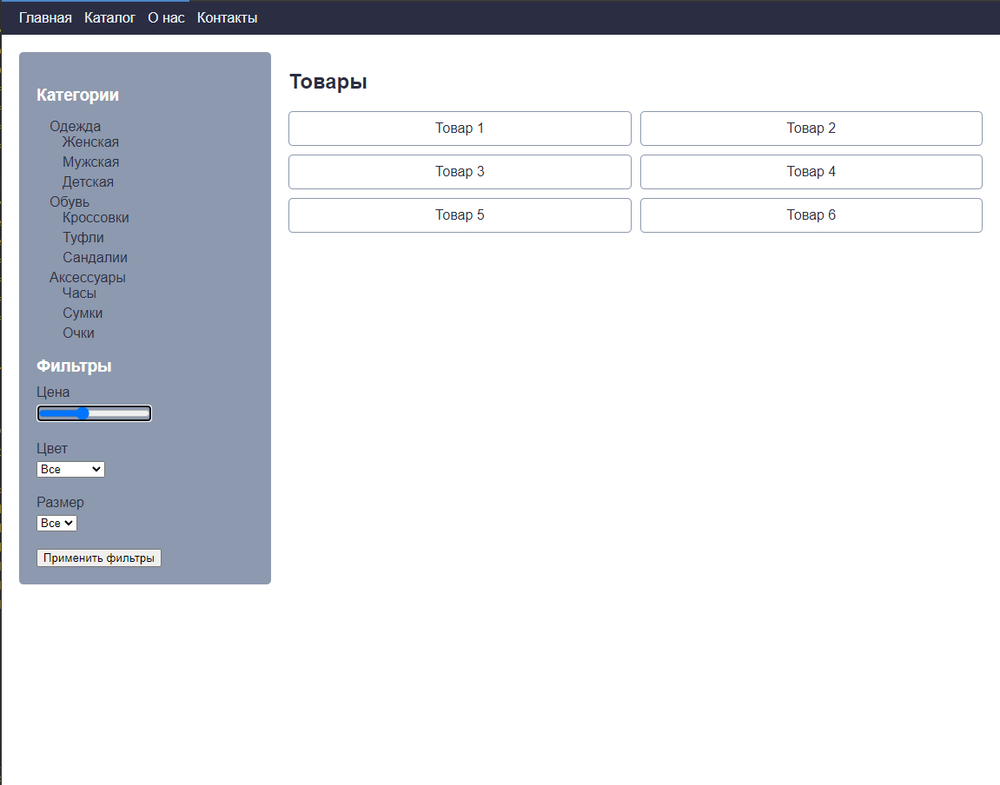 Главная Каталог О нас Контакты
Категории
Одежда
Женская
Мужская
Детская
Обувь
Кроссовки
Туфли
Сандалии
Аксессуары
Часы
Сумки
Очки
Фильтры
Цена
Цвет
Все
Размер
Все
Применить фильтры
Товары
Товар 1 Товар 2
Товар 3 Товар 4
Товар 5 Товар 6